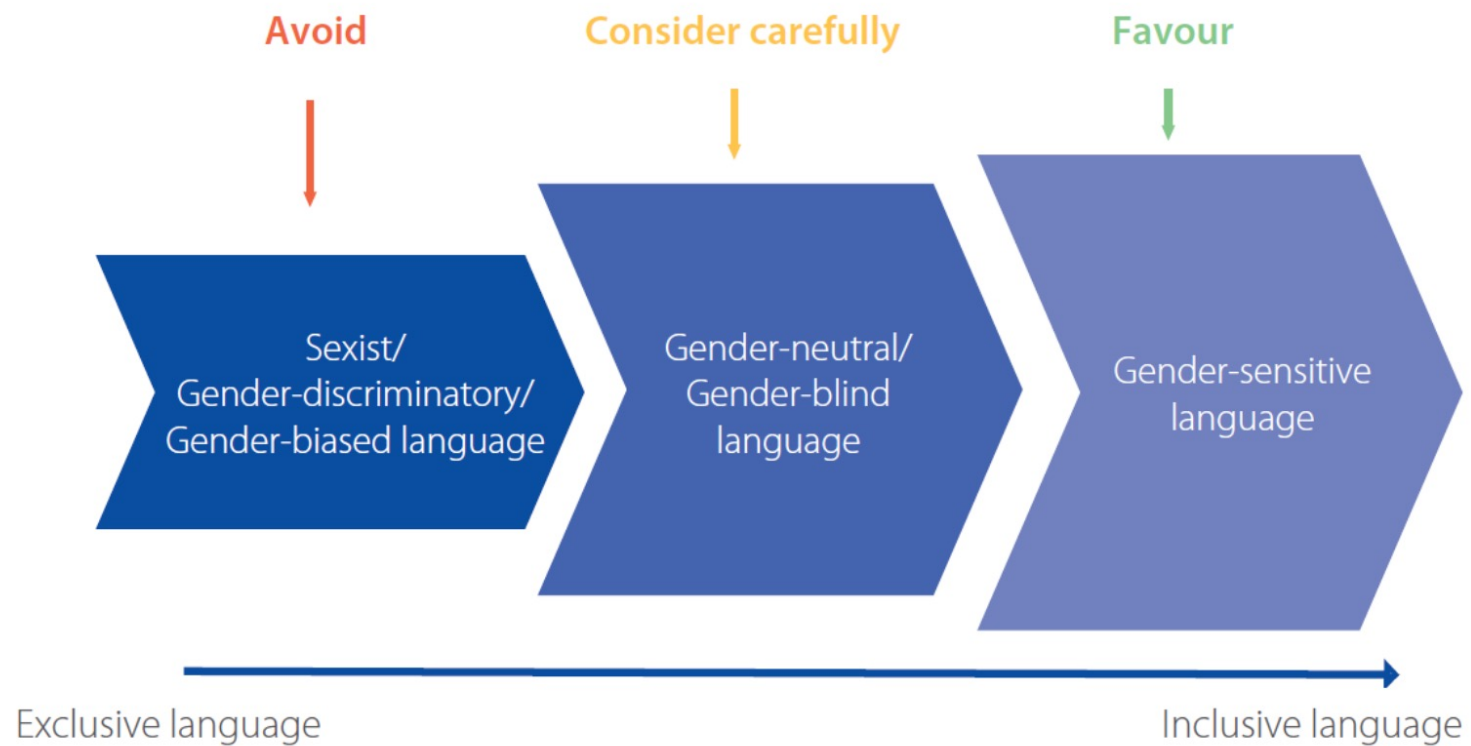 Avoid
Consider carefully
Favour
Sexist/
Gender-discriminatory/
Gender-biased language
Gender-neutral/
Gender-blind
language
Gender-sensitive
language
Exclusive language
Inclusive language